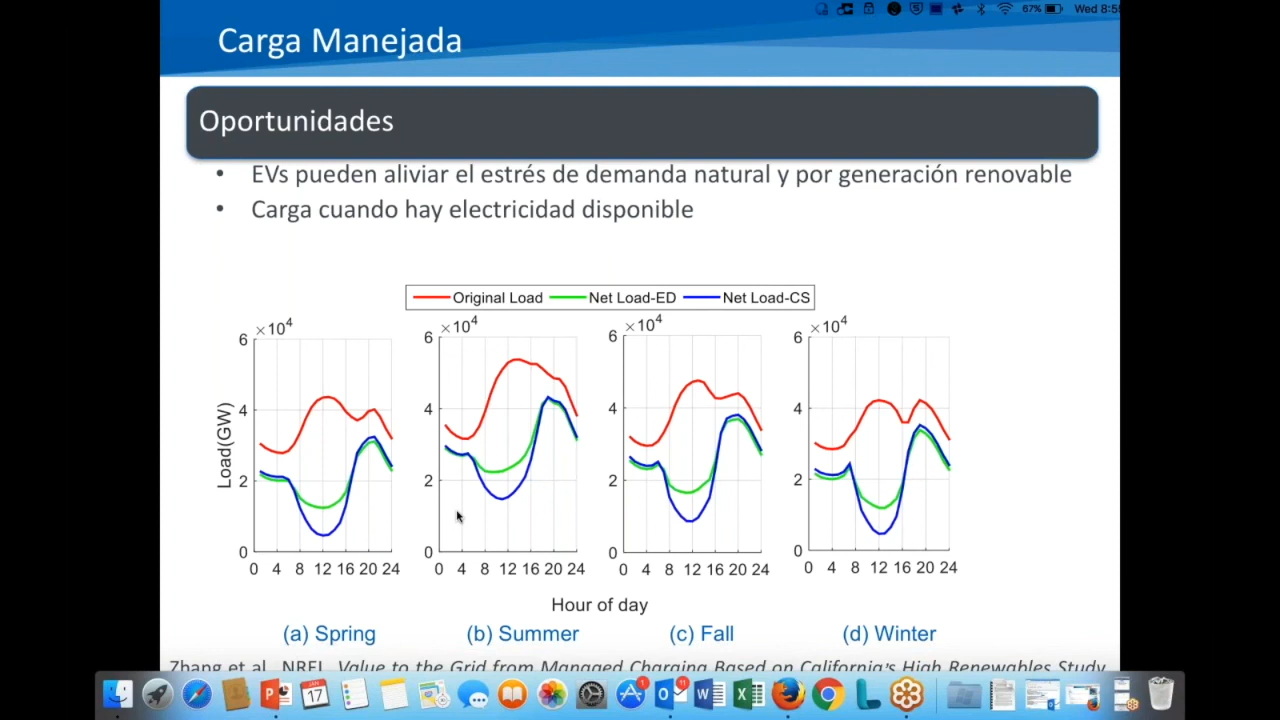 67% Wed 8:5
Carga Manejada
Oportunidades
• EVs pueden aliviar el estrés de demanda natural y por generación renovable
• Carga cuando hay electricidad disponible
Original Load Net Load-ED Net Load-CS
×10⁴ ×10⁴ ×10⁴ ×10⁴
6 6 6 6
4 4 4 4
Load(GW)
2 2 2 2
0 0 0 0
0 4 8 12 16 20 24 0 4 8 12 16 20 24 0 4 8 12 16 20 24 0 4 8 12 16 20 24
Hour of day
(a) Spring (b) Summer (c) Fall (d) Winter
Zhang et al. NREL. Value to the Grid from Managed Charging Based on California's High Renewables Study
17 1 11